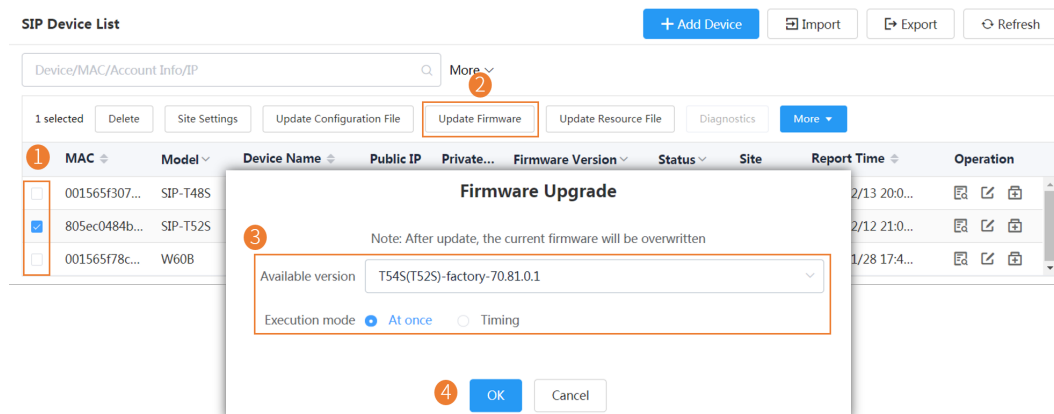 SIP Device List
+ Add Device
Import
Export
Refresh
Device/MAC/Account Info/IP
More
2
1 selected
Delete
Site Settings
Update Configuration File
Update Firmware
Update Resource File
Diagnostics
More
1
MAC
Model
Device Name
Public IP
Private...
Firmware Version
Status
Site
Report Time
Operation
001565f307...
SIP-T48S
2/13 20:0...
805ec0484b...
SIP-T52S
2/12 21:0...
001565f78c...
W60B
1/28 17:4...
Firmware Upgrade
3
Note: After update, the current firmware will be overwritten
Available version
T54S(T52S)-factory-70.81.0.1
Execution mode
At once
Timing
4
OK
Cancel